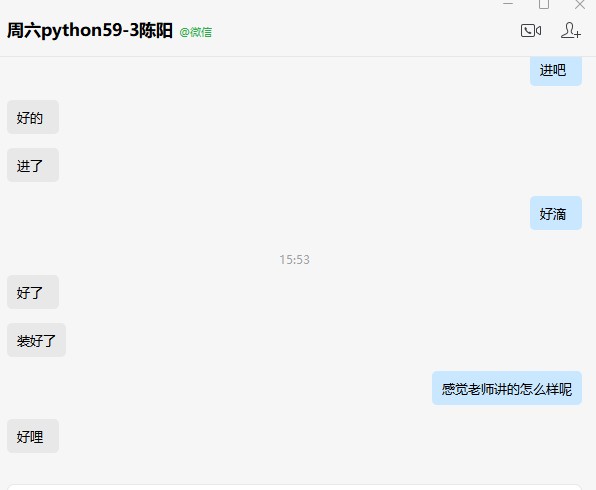 周六python59-3陈阳 @微信
进吧
好的
进了
好滴
15:53
好了
装好了
感觉老师讲的怎么样呢
好哩